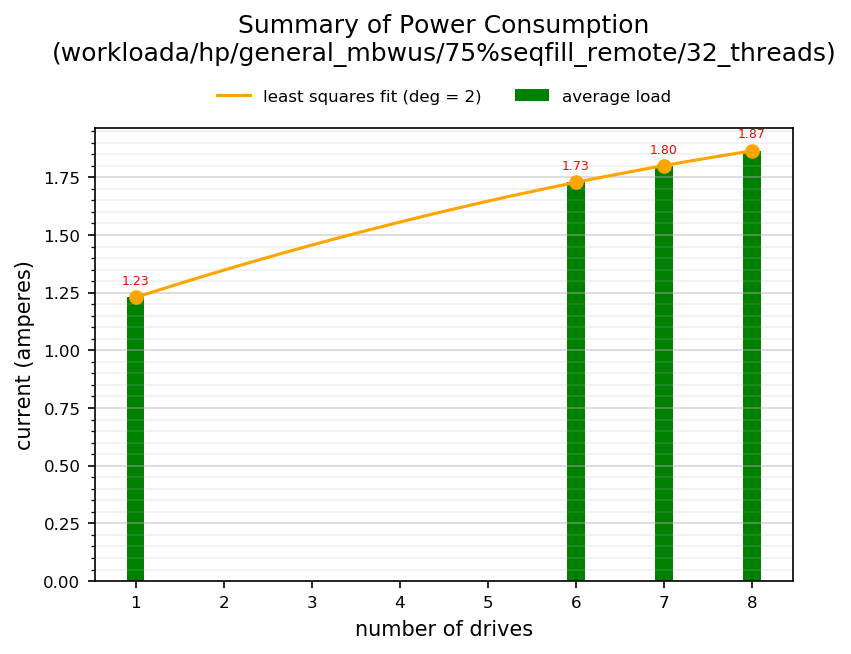 Summary of Power Consumption
(workloada/hp/general_mbwus/75%seqfill_remote/32_threads)
least squares fit (deg = 2)
average load
1.87
1.80
1.73
1.23
1.75
1.50
1.25
1.00
0.75
0.50
0.25
0.00
current (amperes)
1 2 3 4 5 6 7 8
number of drives